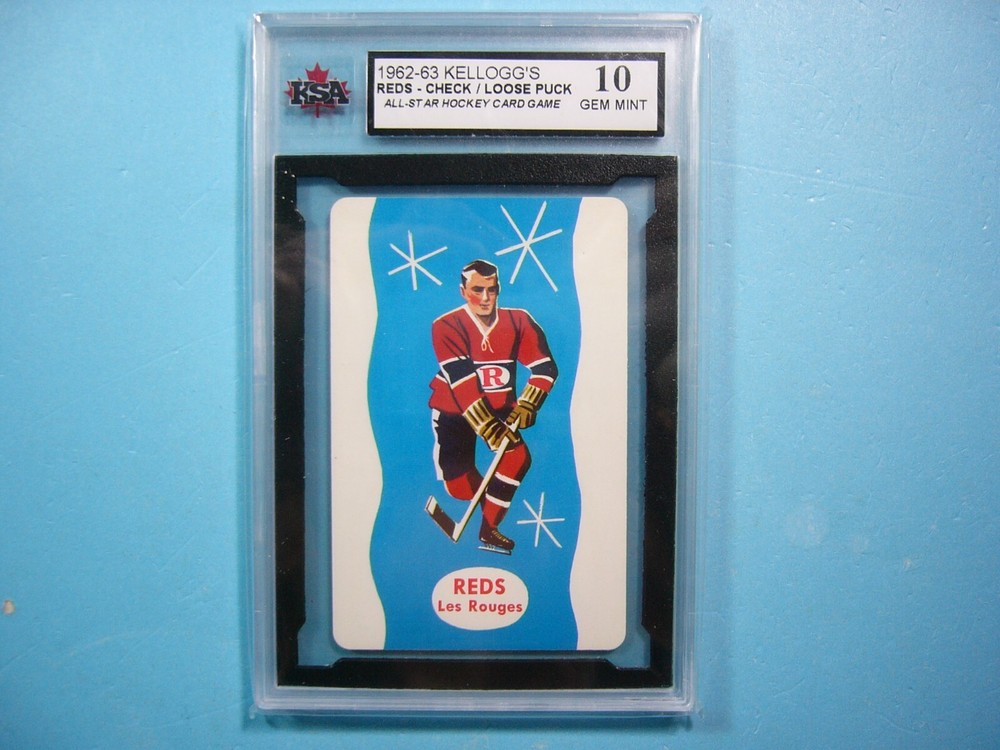 KSA
1962-63 KELLOGG'S
REDS - CHECK / LOOSE PUCK
ALL-STAR HOCKEY CARD GAME
10
GEM MINT
R
REDS
Les Rouges